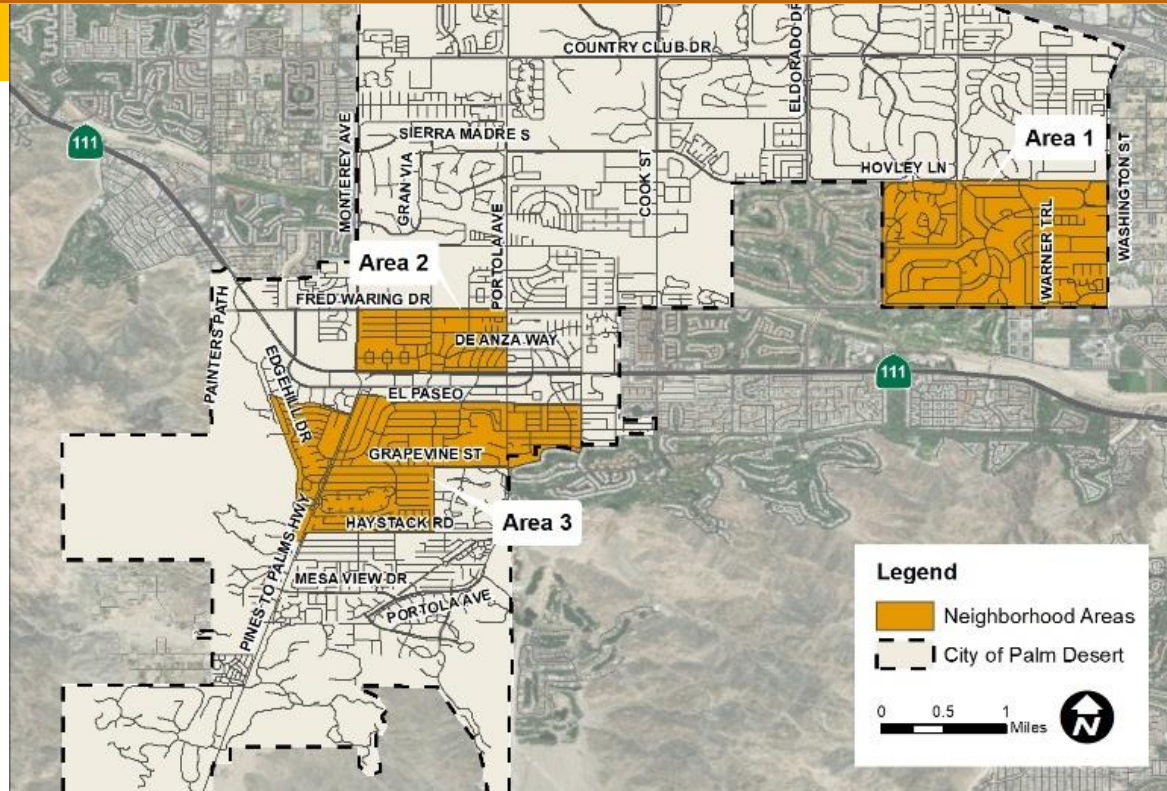 COUNTRY CLUB DR
ELDORADO DR
MONTEREY AVE
SIERRA MADRE S
GRAN VIA
PORTOLA AVE
COOK ST
HOVLEY LN
Area 1
WASHINGTON ST
WARNER TRL
111
Area 2
FRED WARING DR
DE ANZA WAY
PAINTERS PATH
EDGEHILL DR
EL PASEO
111
GRAPEVINE ST
HAYSTACK RD
Area 3
PINES TO PALMS HWY
MESA VIEW DR
PORTOLA AVE
Legend
Neighborhood Areas
City of Palm Desert
0 0.5 1
Miles
N